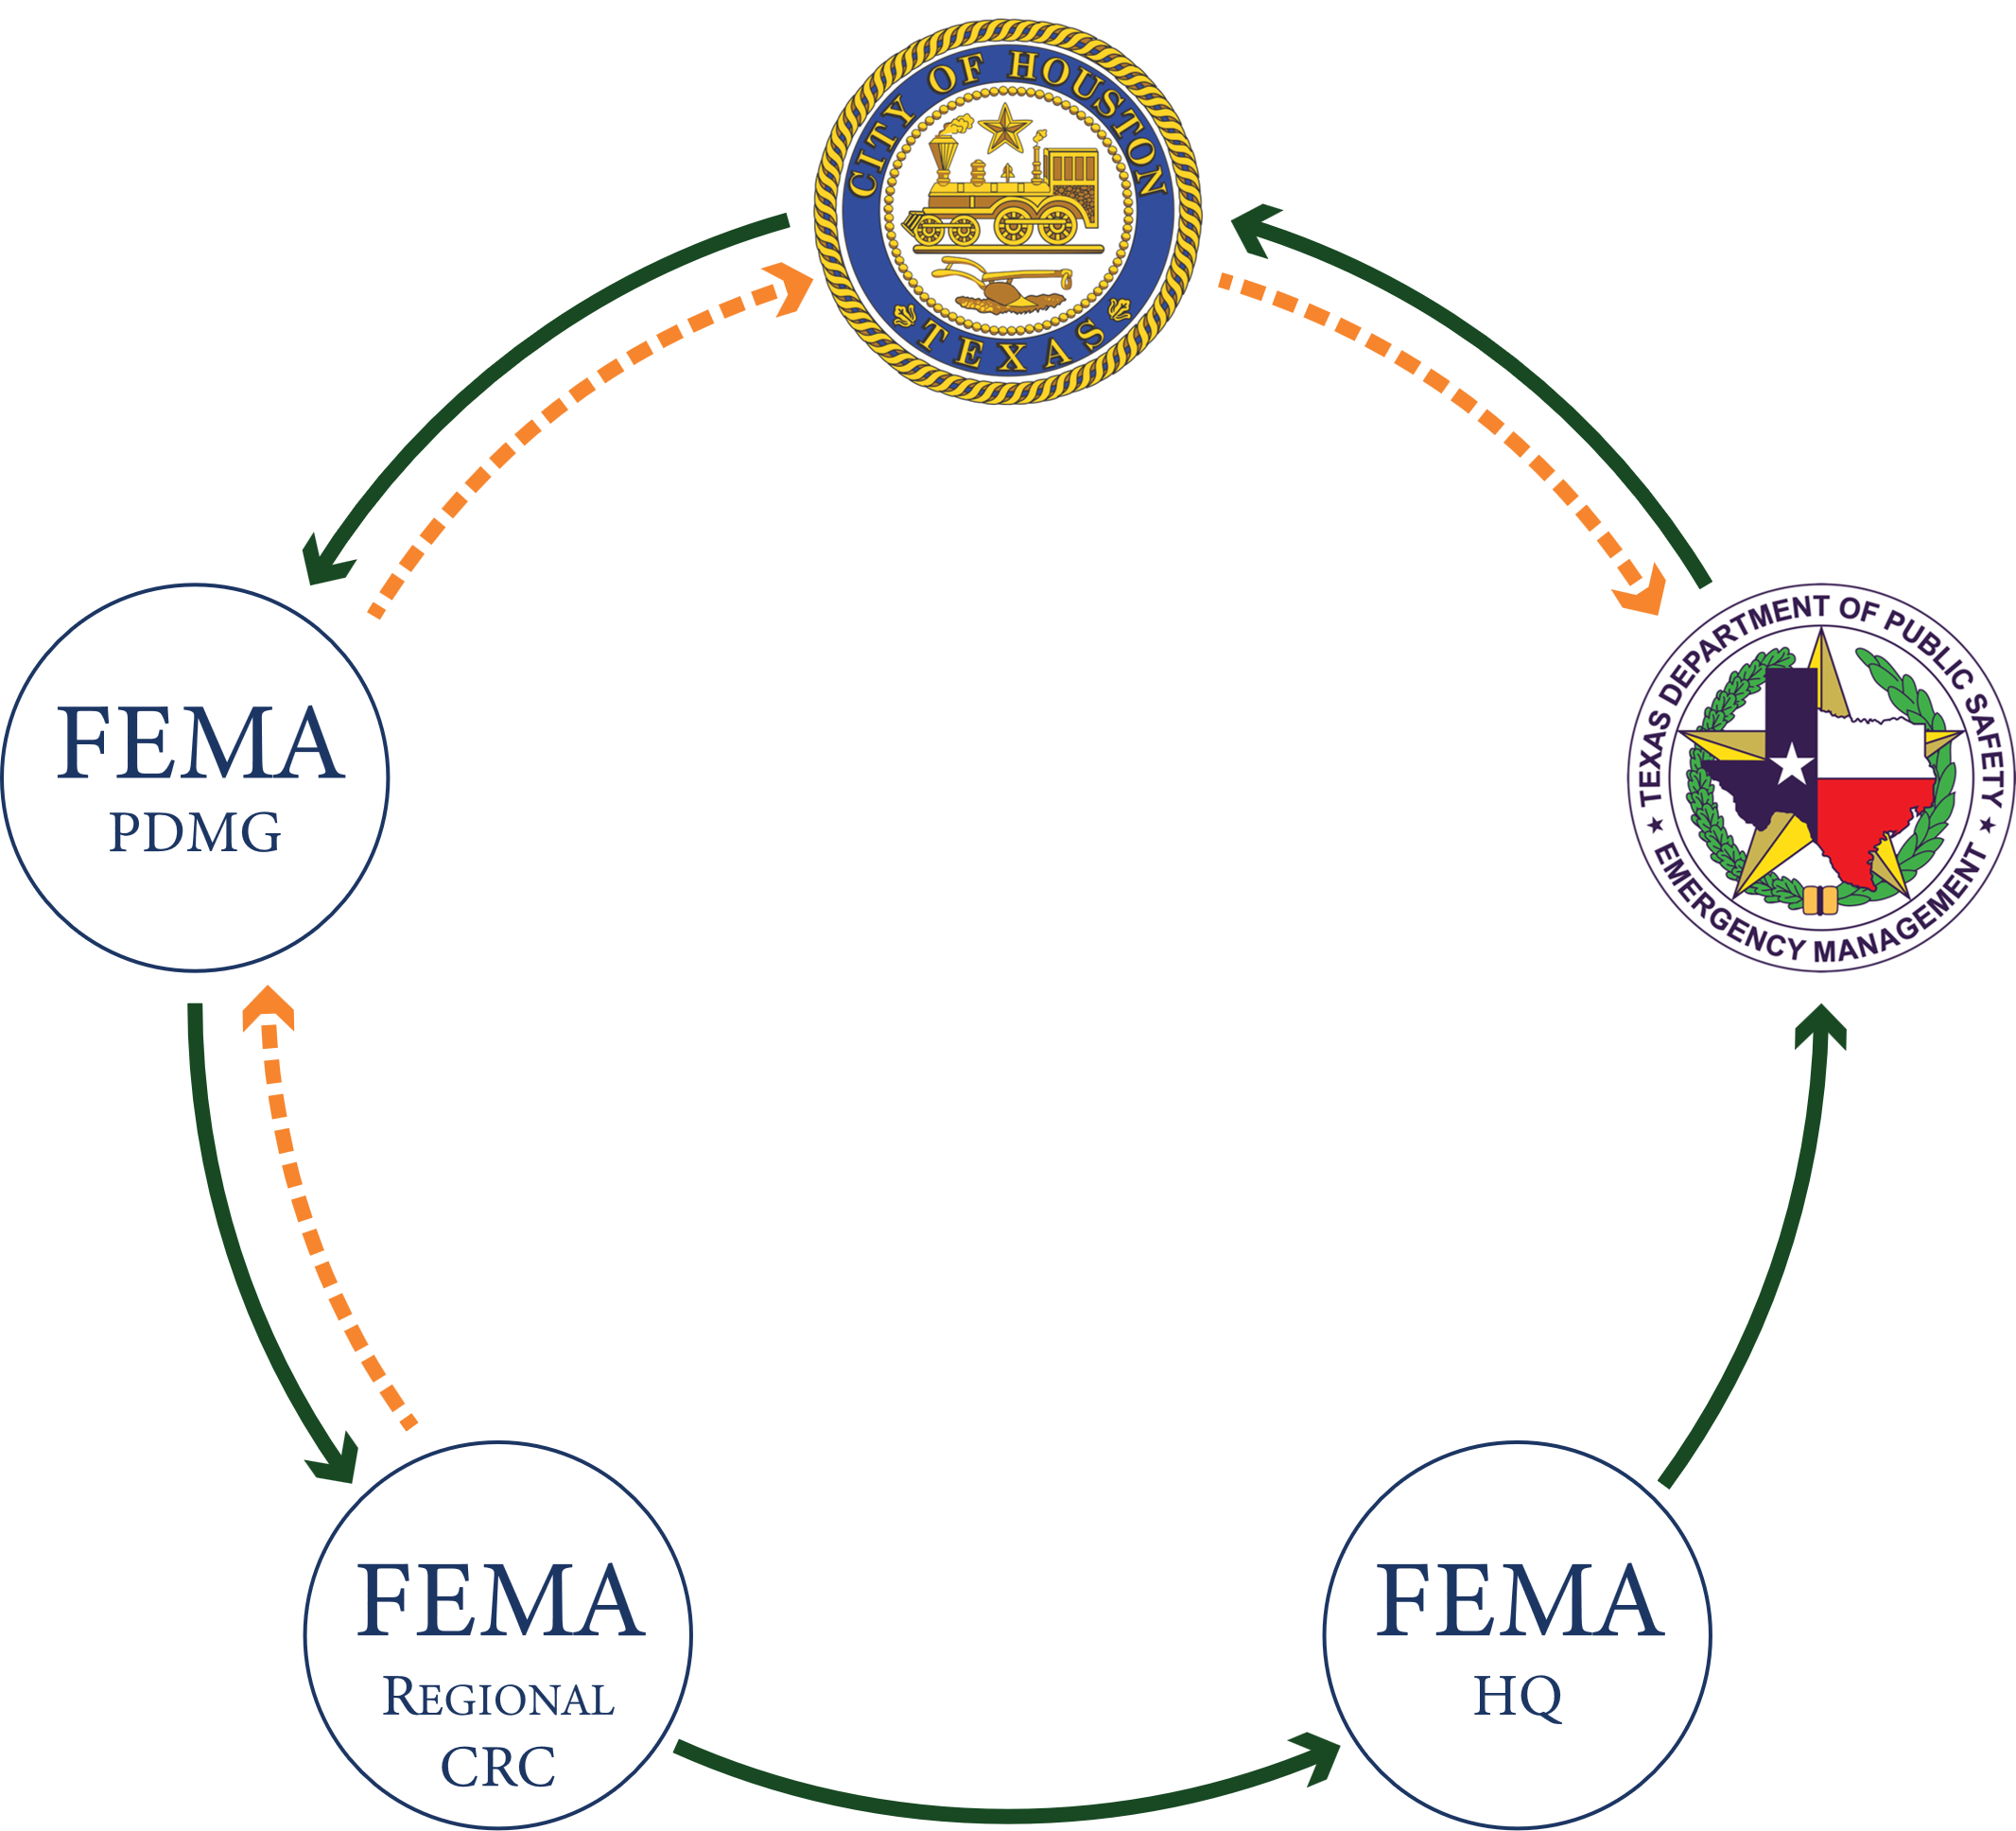 CITY OF HOUSTON
TEXAS
FEMA
PDMG
TEXAS DEPARTMENT OF PUBLIC SAFETY
EMERGENCY MANAGEMENT
FEMA
REGIONAL
CRC
FEMA
HQ